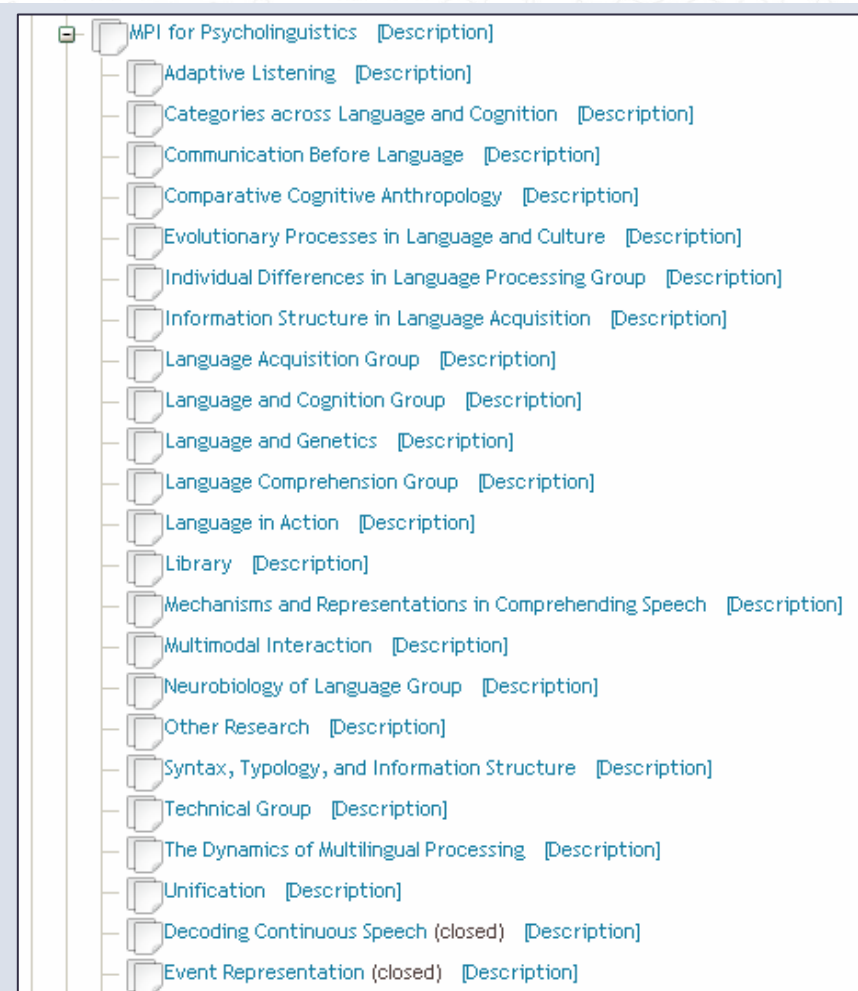 MPI for Psycholinguistics [Description]
Adaptive Listening [Description]
Categories across Language and Cognition [Description]
Communication Before Language [Description]
Comparative Cognitive Anthropology [Description]
Evolutionary Processes in Language and Culture [Description]
Individual Differences in Language Processing Group [Description]
Information Structure in Language Acquisition [Description]
Language Acquisition Group [Description]
Language and Cognition Group [Description]
Language and Genetics [Description]
Language Comprehension Group [Description]
Language in Action [Description]
Library [Description]
Mechanisms and Representations in Comprehending Speech [Description]
Multimodal Interaction [Description]
Neurobiology of Language Group [Description]
Other Research [Description]
Syntax, Typology, and Information Structure [Description]
Technical Group [Description]
The Dynamics of Multilingual Processing [Description]
Unification [Description]
Decoding Continuous Speech (closed) [Description]
Event Representation (closed) [Description]